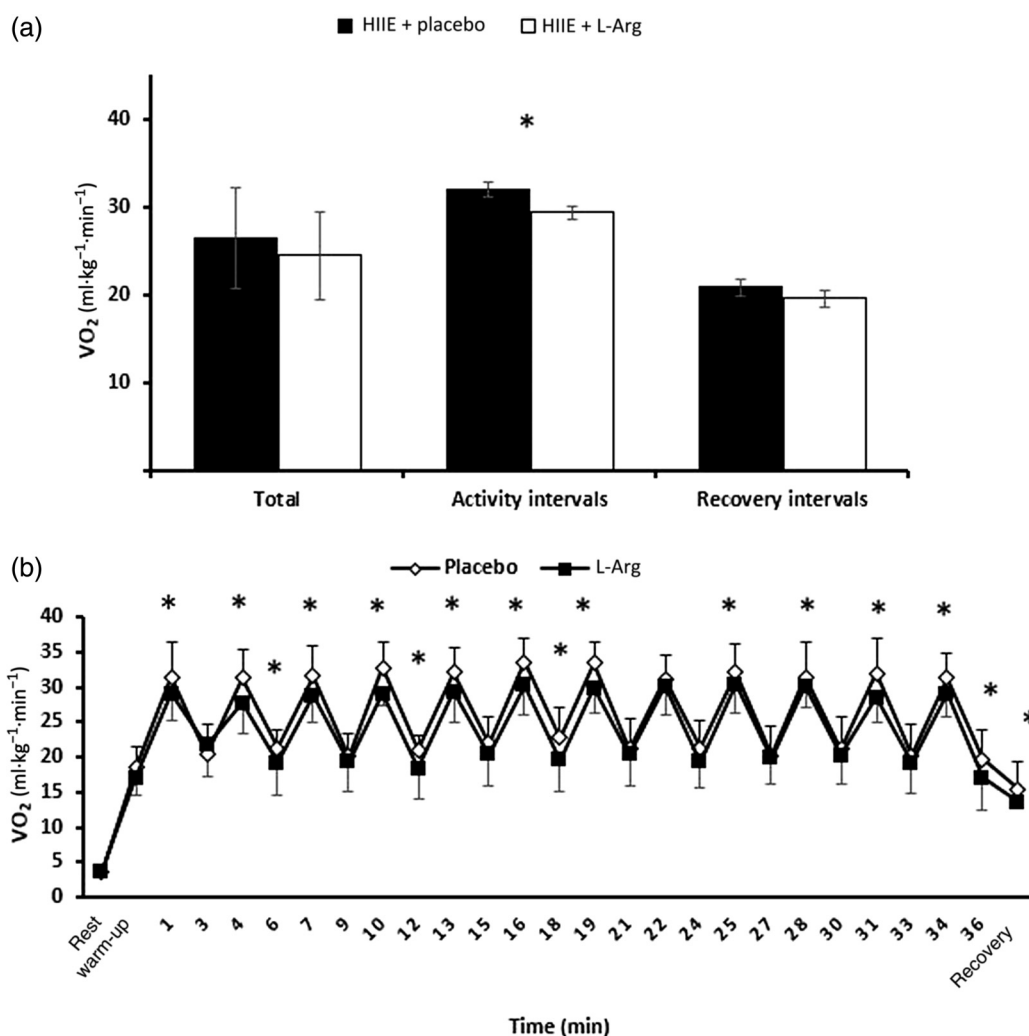 (a)
HIIE + placebo HIIE + L-Arg
VO₂ (ml·kg⁻¹·min⁻¹)
40
30
20
10
*
Total Activity intervals Recovery intervals
(b)
Placebo L-Arg
VO₂ (ml·kg⁻¹·min⁻¹)
40
35
30
25
20
15
10
5
0
* * * * * * * * * * *
* * * * *
Rest warm-up 1 3 4 6 7 9 10 12 13 15 16 18 19 21 22 24 25 27 28 30 31 33 34 36 Recovery
Time (min)